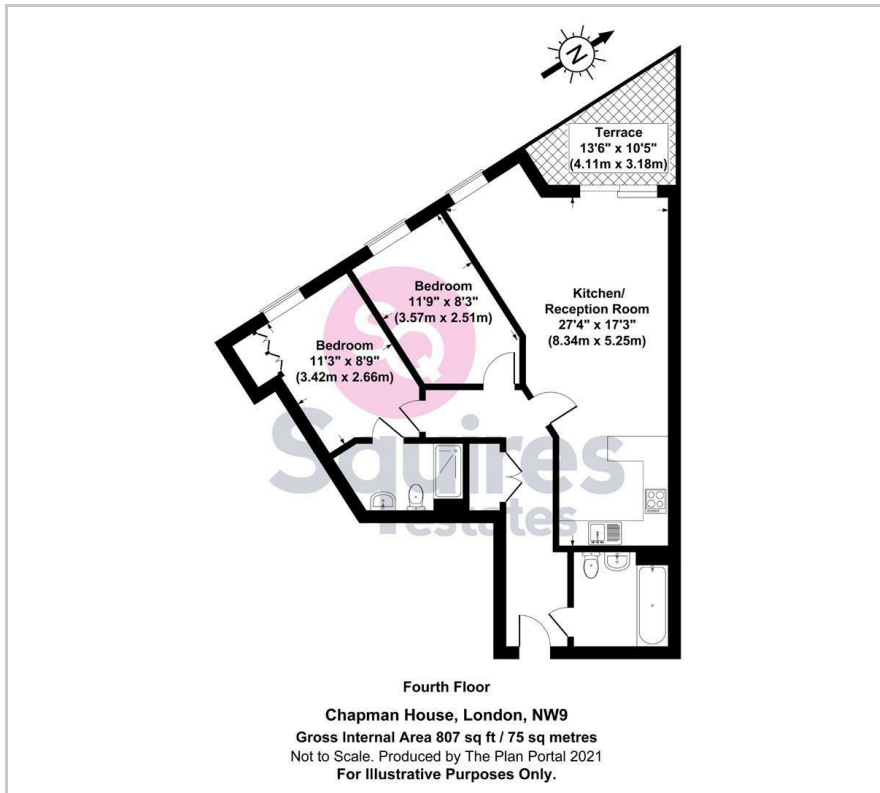 N
Terrace
13'6" x 10'5"
(4.11m x 3.18m)
Bedroom
11'9" x 8'3"
(3.57m x 2.51m)
Kitchen/
Reception Room
27'4" x 17'3"
(8.34m x 5.25m)
Bedroom
11'3" x 8'9"
(3.42m x 2.66m)
SQ
Squires
estates
Fourth Floor
Chapman House, London, NW9
Gross Internal Area 807 sq ft / 75 sq metres
Not to Scale. Produced by The Plan Portal 2021
For Illustrative Purposes Only.